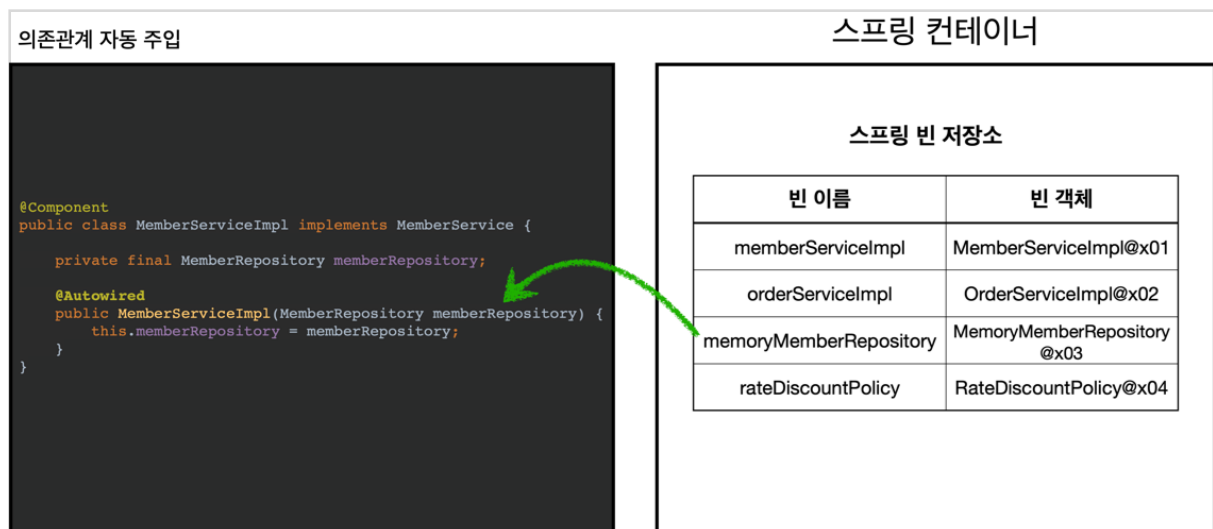 의존관계 자동 주입
@Component
public class MemberServiceImpl implements MemberService {
private final MemberRepository memberRepository;
@Autowired
public MemberServiceImpl(MemberRepository memberRepository) {
this.memberRepository = memberRepository;
}
}
스프링 컨테이너
스프링 빈 저장소
빈 이름 빈 객체
memberServiceImpl MemberServiceImpl@x01
orderServiceImpl OrderServiceImpl@x02
memoryMemberRepository MemoryMemberRepository
@x03
rateDiscountPolicy RateDiscountPolicy@x04